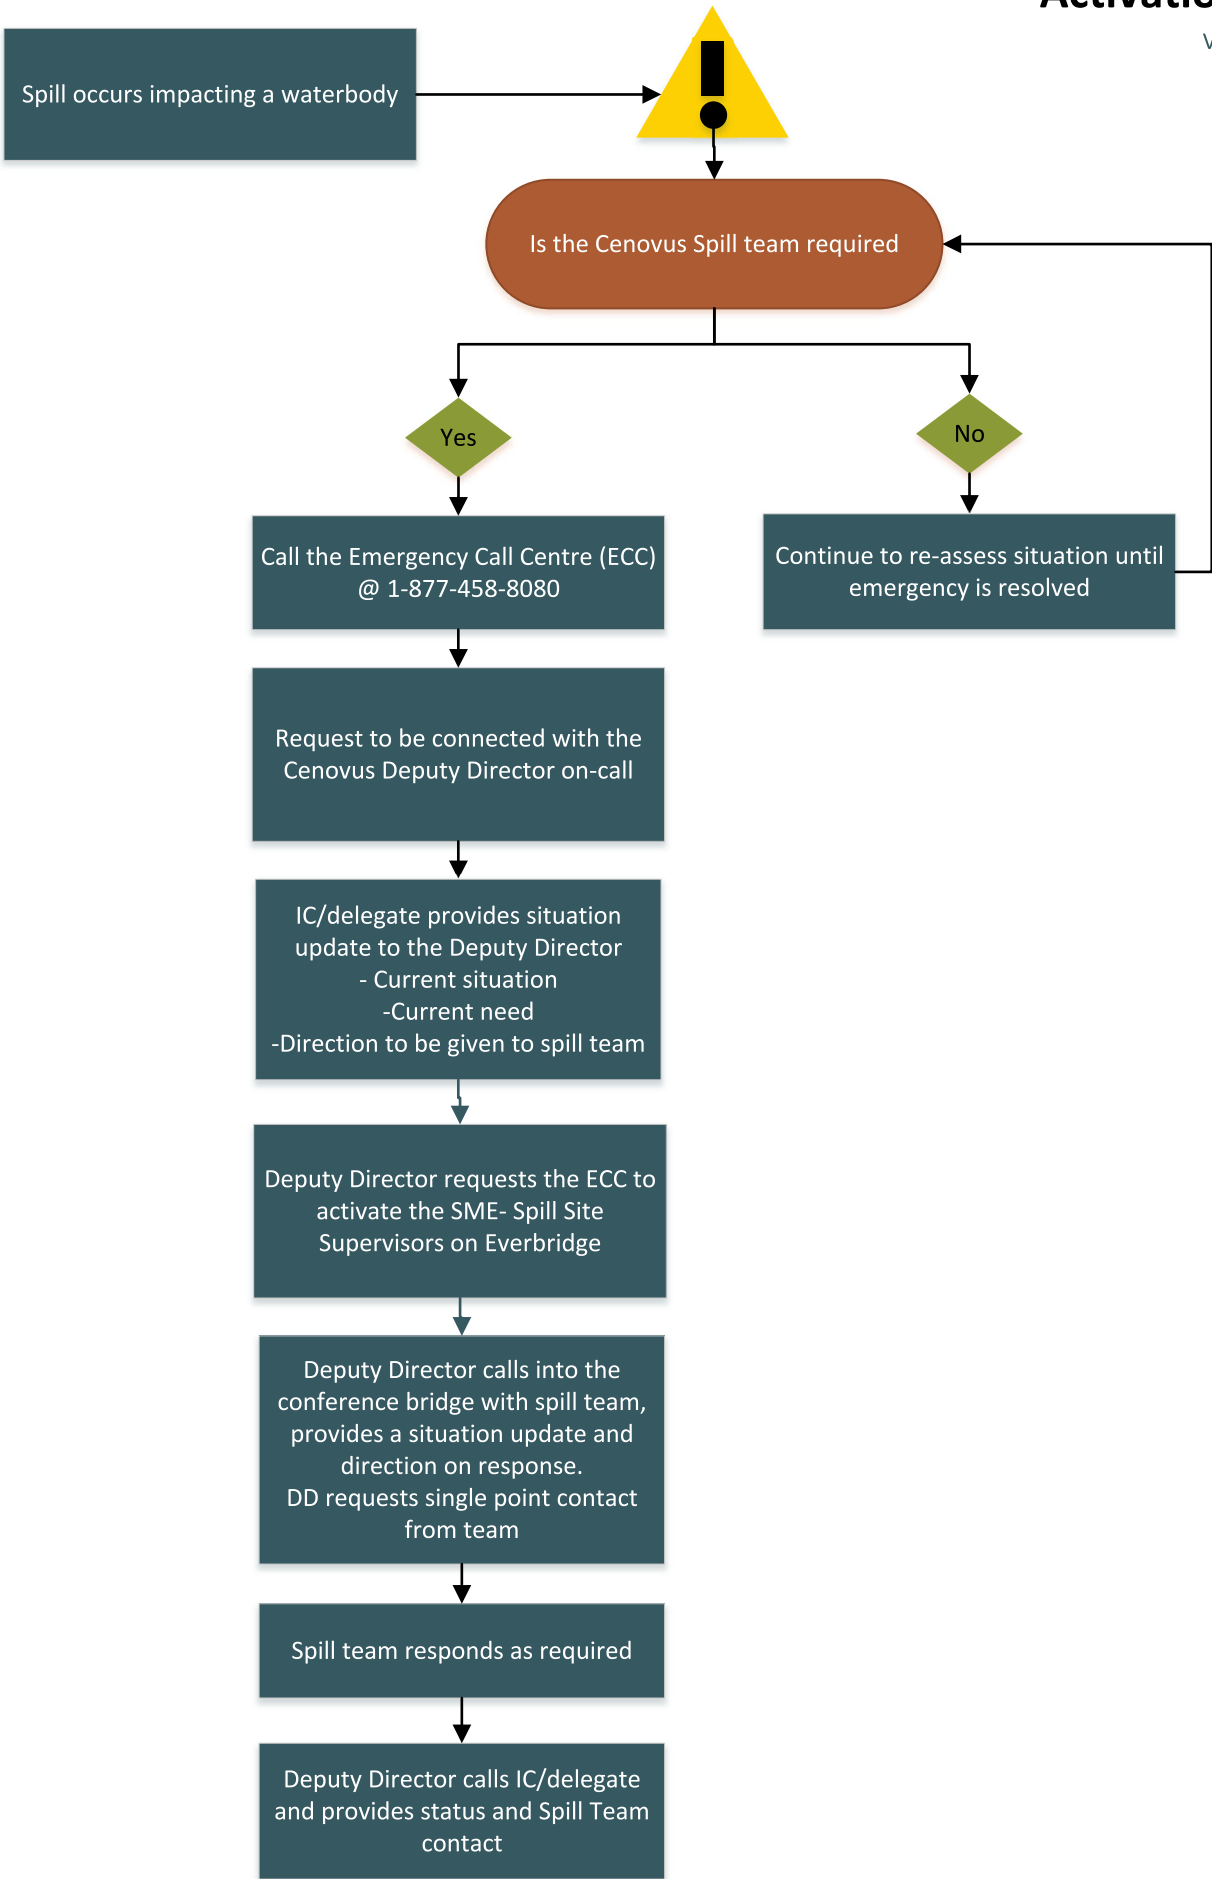 Spill occurs impacting a waterbody
Is the Cenovus Spill team required
Yes
No
Call the Emergency Call Centre (ECC)
@ 1-877-458-8080
Continue to re-assess situation until
emergency is resolved
Request to be connected with the
Cenovus Deputy Director on-call
IC/delegate provides situation
update to the Deputy Director
- Current situation
-Current need
-Direction to be given to spill team
Deputy Director requests the ECC to
activate the SME- Spill Site
Supervisors on Everbridge
Deputy Director calls into the
conference bridge with spill team,
provides a situation update and
direction on response.
DD requests single point contact
from team
Spill team responds as required
Deputy Director calls IC/delegate
and provides status and Spill Team
contact